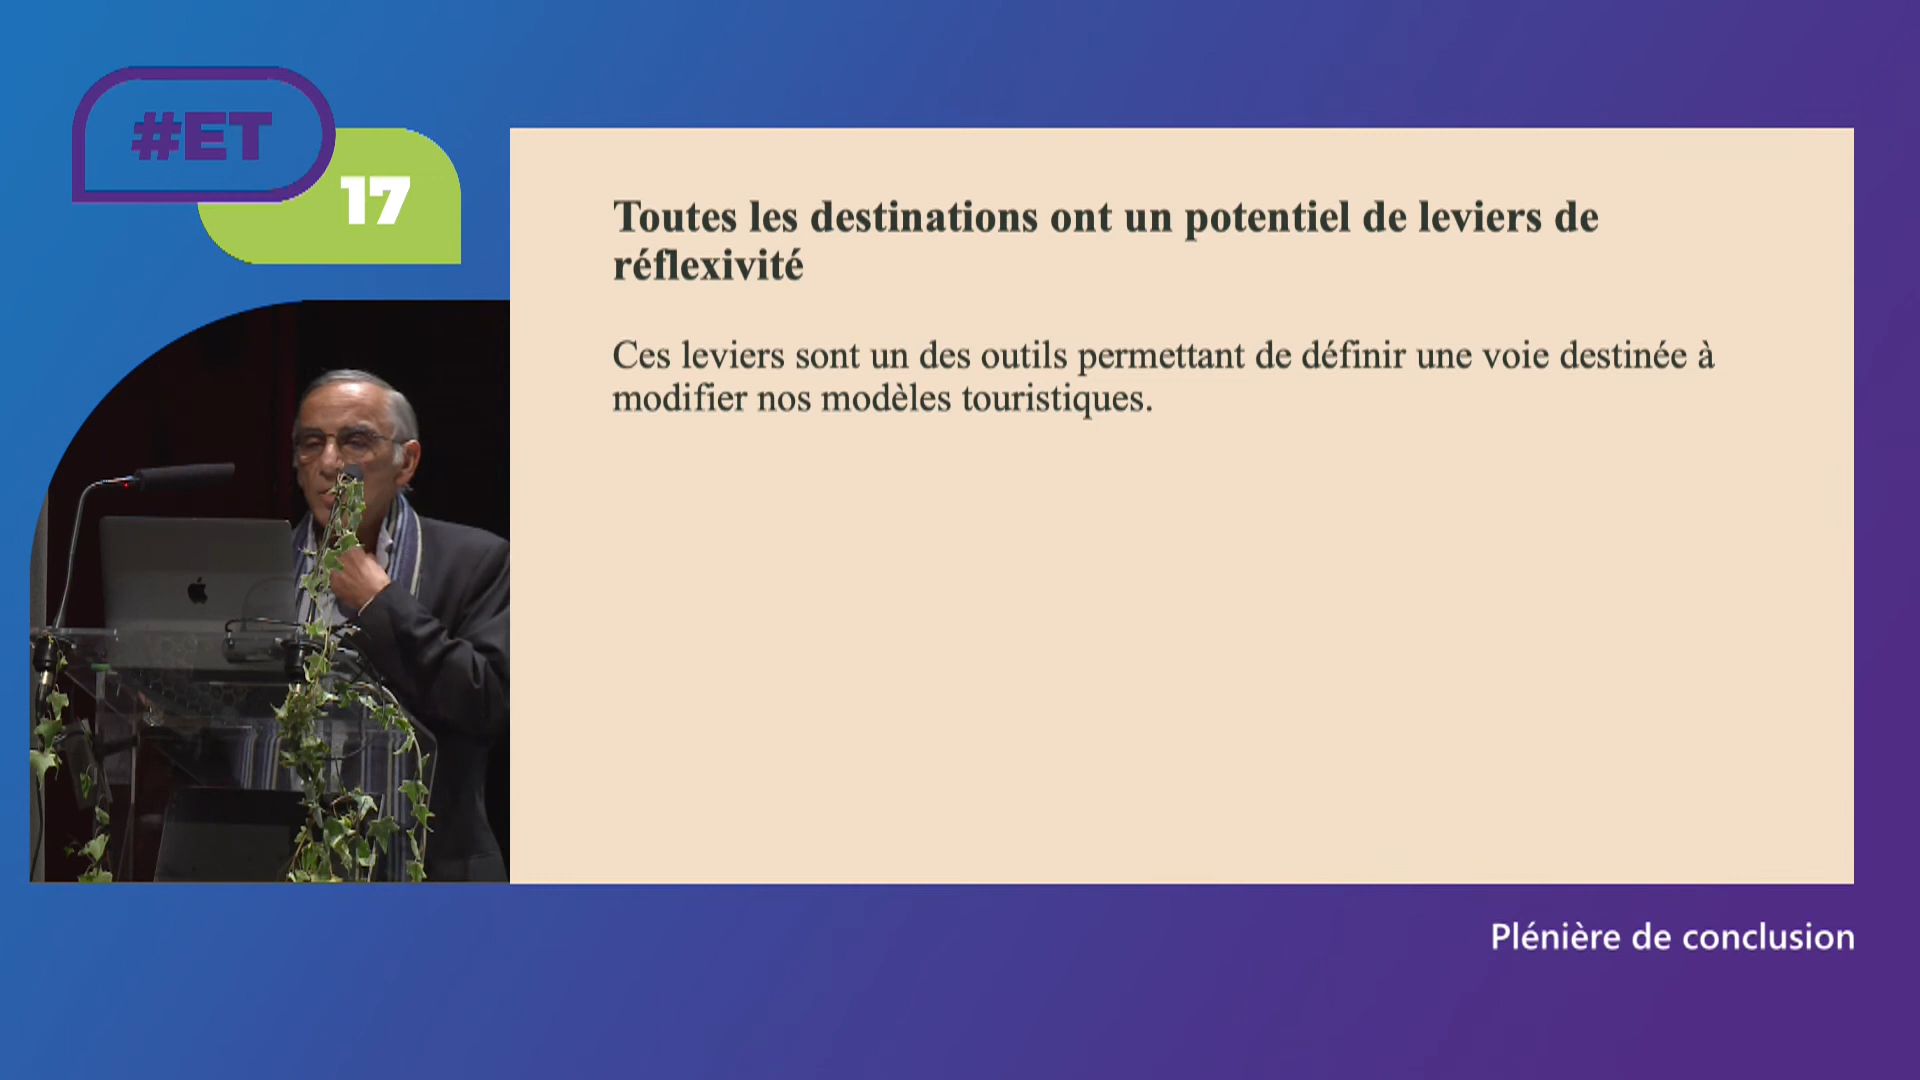 #ET
17
Toutes les destinations ont un potentiel de leviers de
réflexivité
Ces leviers sont un des outils permettant de définir une voie destinée à
modifier nos modèles touristiques.
Plénière de conclusion